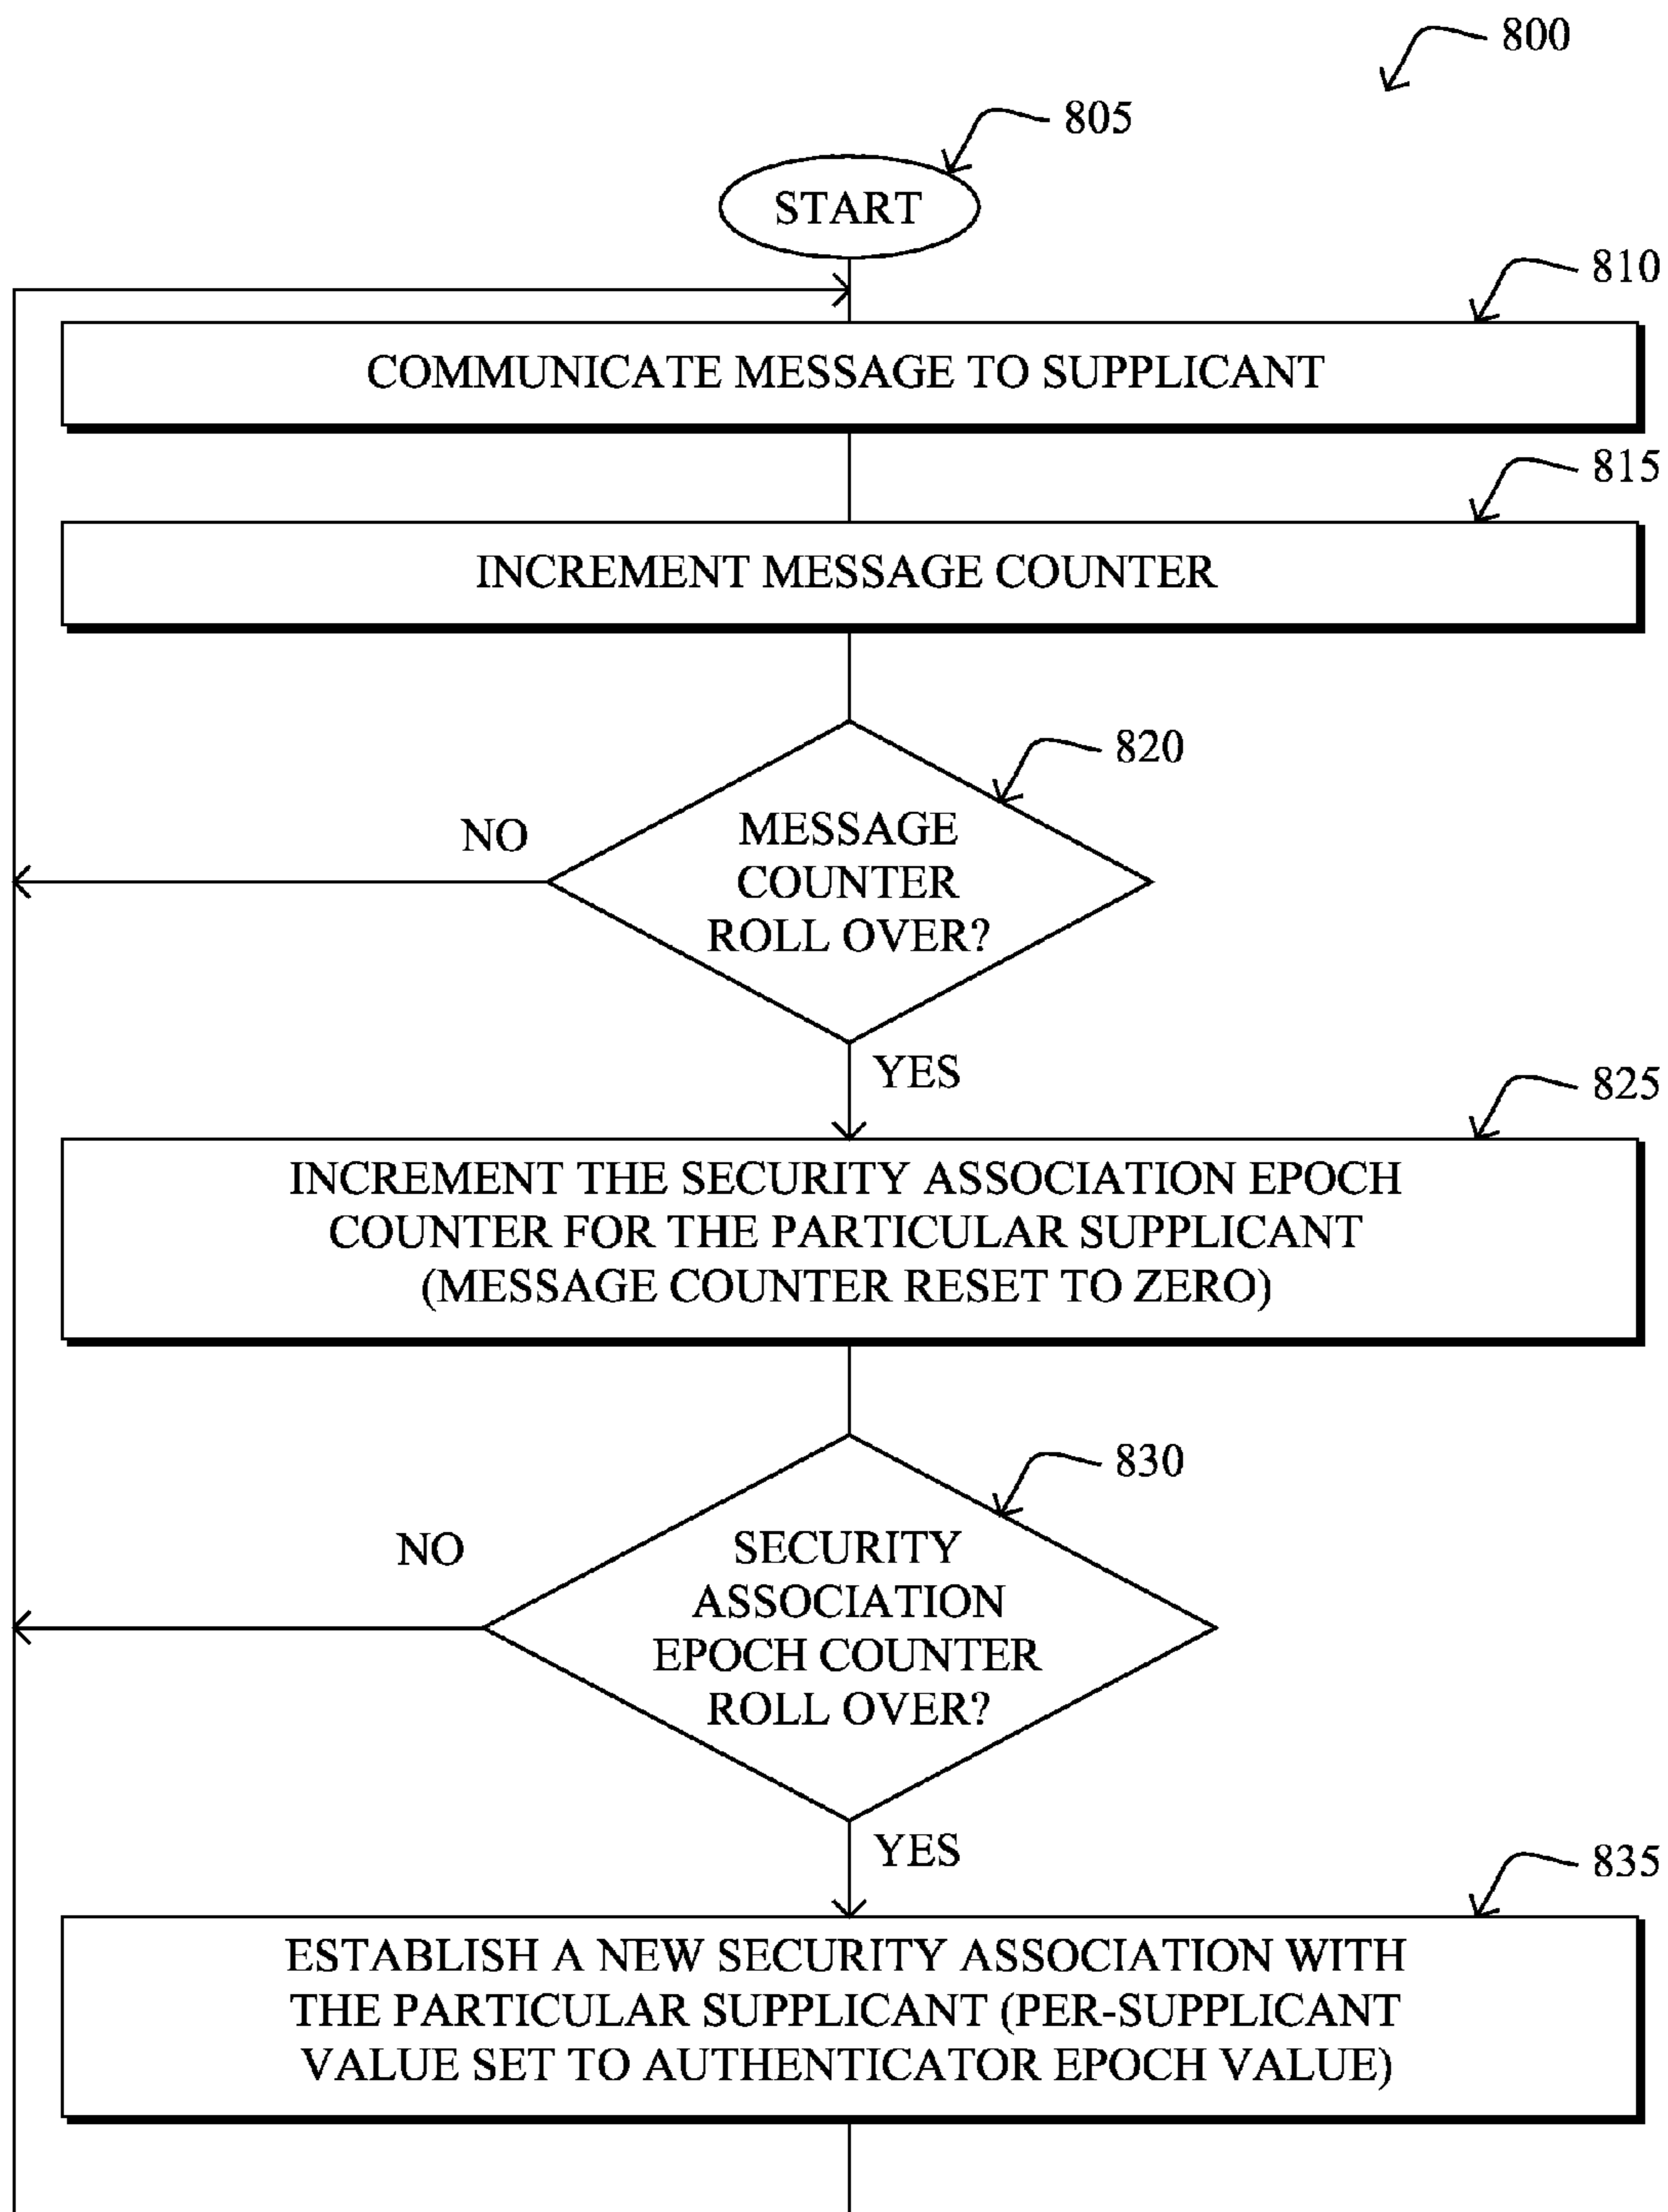 800
805
START
810
COMMUNICATE MESSAGE TO SUPPLICANT
815
INCREMENT MESSAGE COUNTER
820
NO
MESSAGE
COUNTER
ROLL OVER?
YES
825
INCREMENT THE SECURITY ASSOCIATION EPOCH
COUNTER FOR THE PARTICULAR SUPPLICANT
(MESSAGE COUNTER RESET TO ZERO)
830
NO
SECURITY
ASSOCIATION
EPOCH COUNTER
ROLL OVER?
YES
835
ESTABLISH A NEW SECURITY ASSOCIATION WITH
THE PARTICULAR SUPPLICANT (PER-SUPPLICANT
VALUE SET TO AUTHENTICATOR EPOCH VALUE)